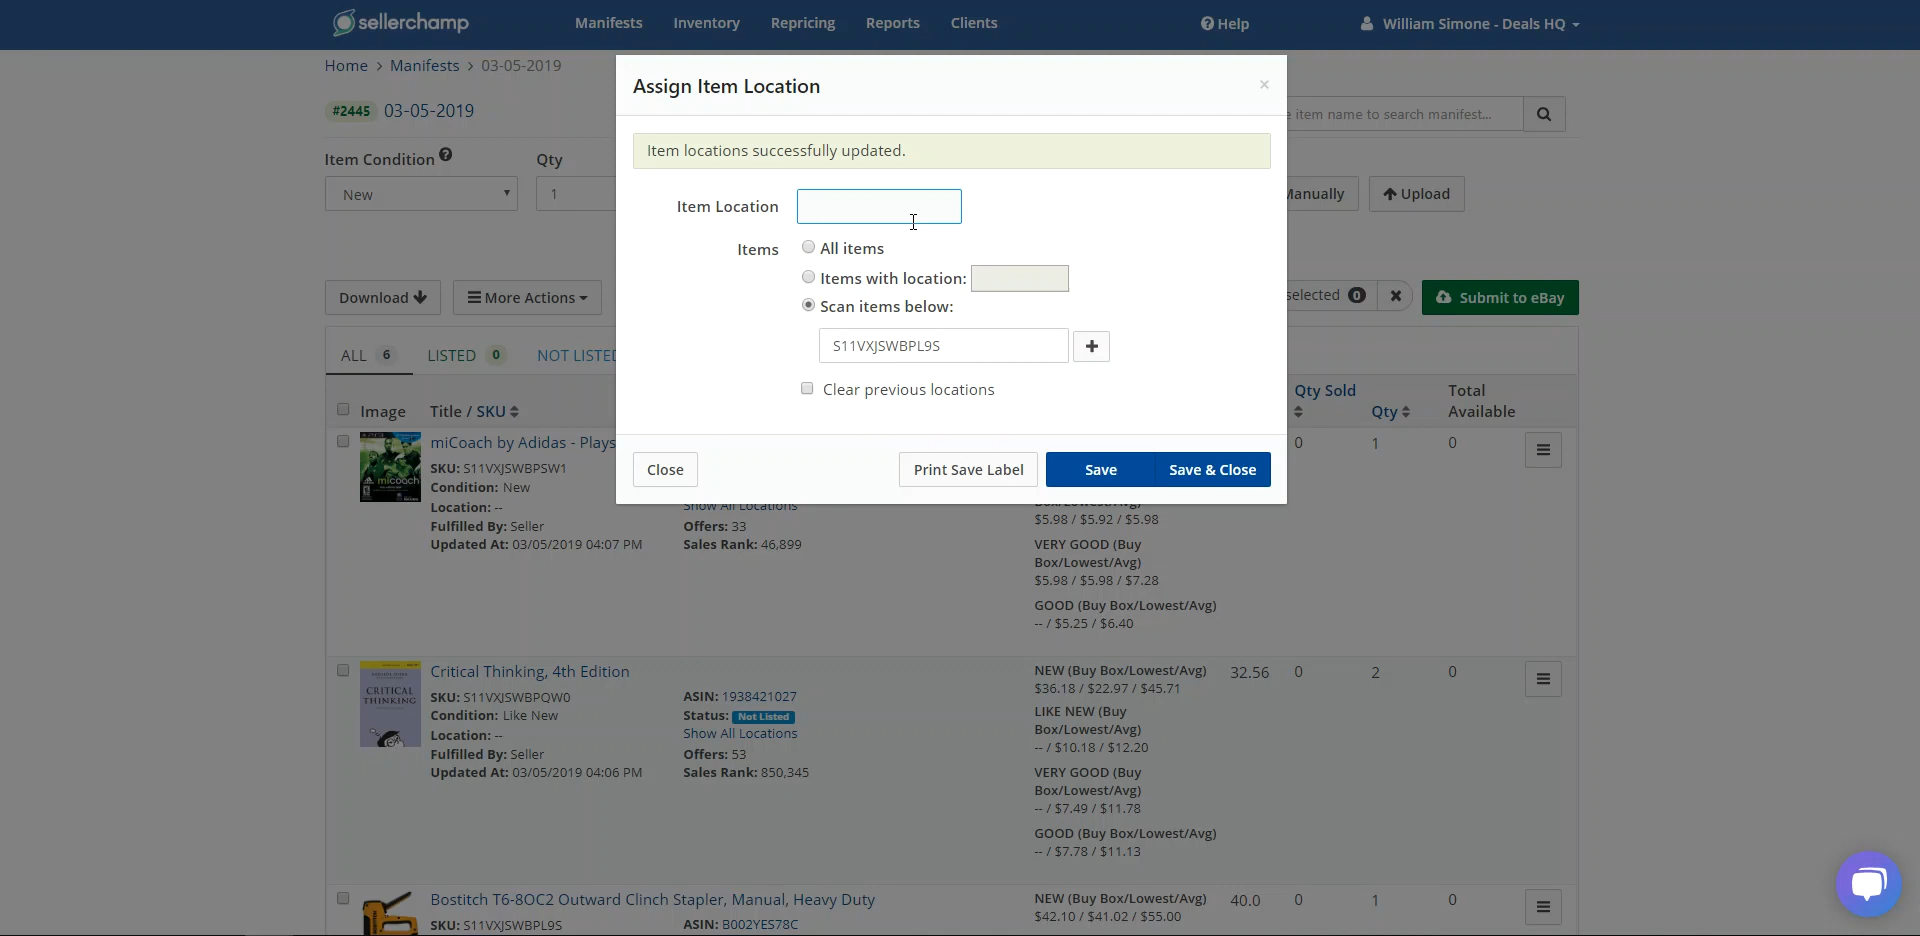 sellerchamp
Manifests Inventory Repricing Reports Clients Help William Simone - Deals HQ
Home > Manifests > 03-05-2019
#2445 03-05-2019
item name to search manifest...
Item Condition Qty
New 1
Manually Upload
Assign Item Location ×
Item locations successfully updated.
Item Location
Items All items
Items with location:
Scan items below:
S11VXJSWBPL9S +
Clear previous locations
Close Print Save Label Save Save & Close
Download More Actions selected 0 Submit to eBay
ALL 6 LISTED 0 NOT LISTED
Image Title / SKU Qty Sold Qty Total Available
miCoach by Adidas - Plays
SKU: S11VXJSWBPSW1
Condition: New
Location: --
Fulfilled By: Seller
Updated At: 03/05/2019 04:07 PM
Show All Locations
Offers: 33
Sales Rank: 46,899
Box/Lowest/Avg)
$5.98 / $5.92 / $5.98
VERY GOOD (Buy
Box/Lowest/Avg)
$5.98 / $5.98 / $7.28
GOOD (Buy Box/Lowest/Avg)
-- / $5.25 / $6.40
0 1 0
miCoach
CRITICAL
THINKING
Critical Thinking, 4th Edition
SKU: S11VXJSWBPQW0
Condition: Like New
Location: --
Fulfilled By: Seller
Updated At: 03/05/2019 04:06 PM
ASIN: 1938421027
Status: Not Listed
Show All Locations
Offers: 53
Sales Rank: 850,345
NEW (Buy Box/Lowest/Avg)
$36.18 / $22.97 / $45.71
LIKE NEW (Buy
Box/Lowest/Avg)
-- / $10.18 / $12.20
VERY GOOD (Buy
Box/Lowest/Avg)
-- / $7.49 / $11.78
GOOD (Buy Box/Lowest/Avg)
-- / $7.78 / $11.13
32.56 0 2 0
Bostitch T6-8OC2 Outward Clinch Stapler, Manual, Heavy Duty
SKU: S11VXJSWBPL9S
ASIN: B002YES78C
NEW (Buy Box/Lowest/Avg)
$42.10 / $41.02 / $55.00
40.0 0 1 0